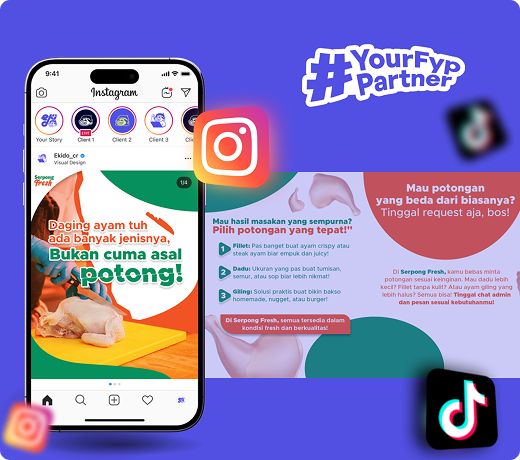 #YourFyp
Partner
9:41
Instagram
Your Story
LIVE
Client 1
Client 2
Client 3
Client 4
Ekido_cr
Visual Design
Serpong
Fresh
1/4
Daging ayam tuh
ada banyak jenisnya,
Bukan cuma asal
potong!
Mau hasil masakan yang sempurna?
Pilih potongan yang tepat!"
1 Fillet: Pas banget buat ayam crispy atau
steak ayam biar empuk dan juicy!
2 Dadu: Ukuran yang pas buat tumisan,
semur, atau sop biar lebih nikmat!
3 Giling: Solusi praktis buat bikin bakso
homemade, nugget, atau burger!
Di Serpong Fresh, semua tersedia dalam
kondisi fresh dan berkualitas!
Mau potongan
yang beda dari biasanya?
Tinggal request aja, bos!
Di Serpong Fresh, kamu bebas minta
potongan sesuai keinginan. Mau dadu lebih
kecil? Fillet tanpa kulit? Atau ayam giling yang
lebih halus? Semua bisa! Tinggal chat admin
dan pesan sesuai kebutuhanmu!